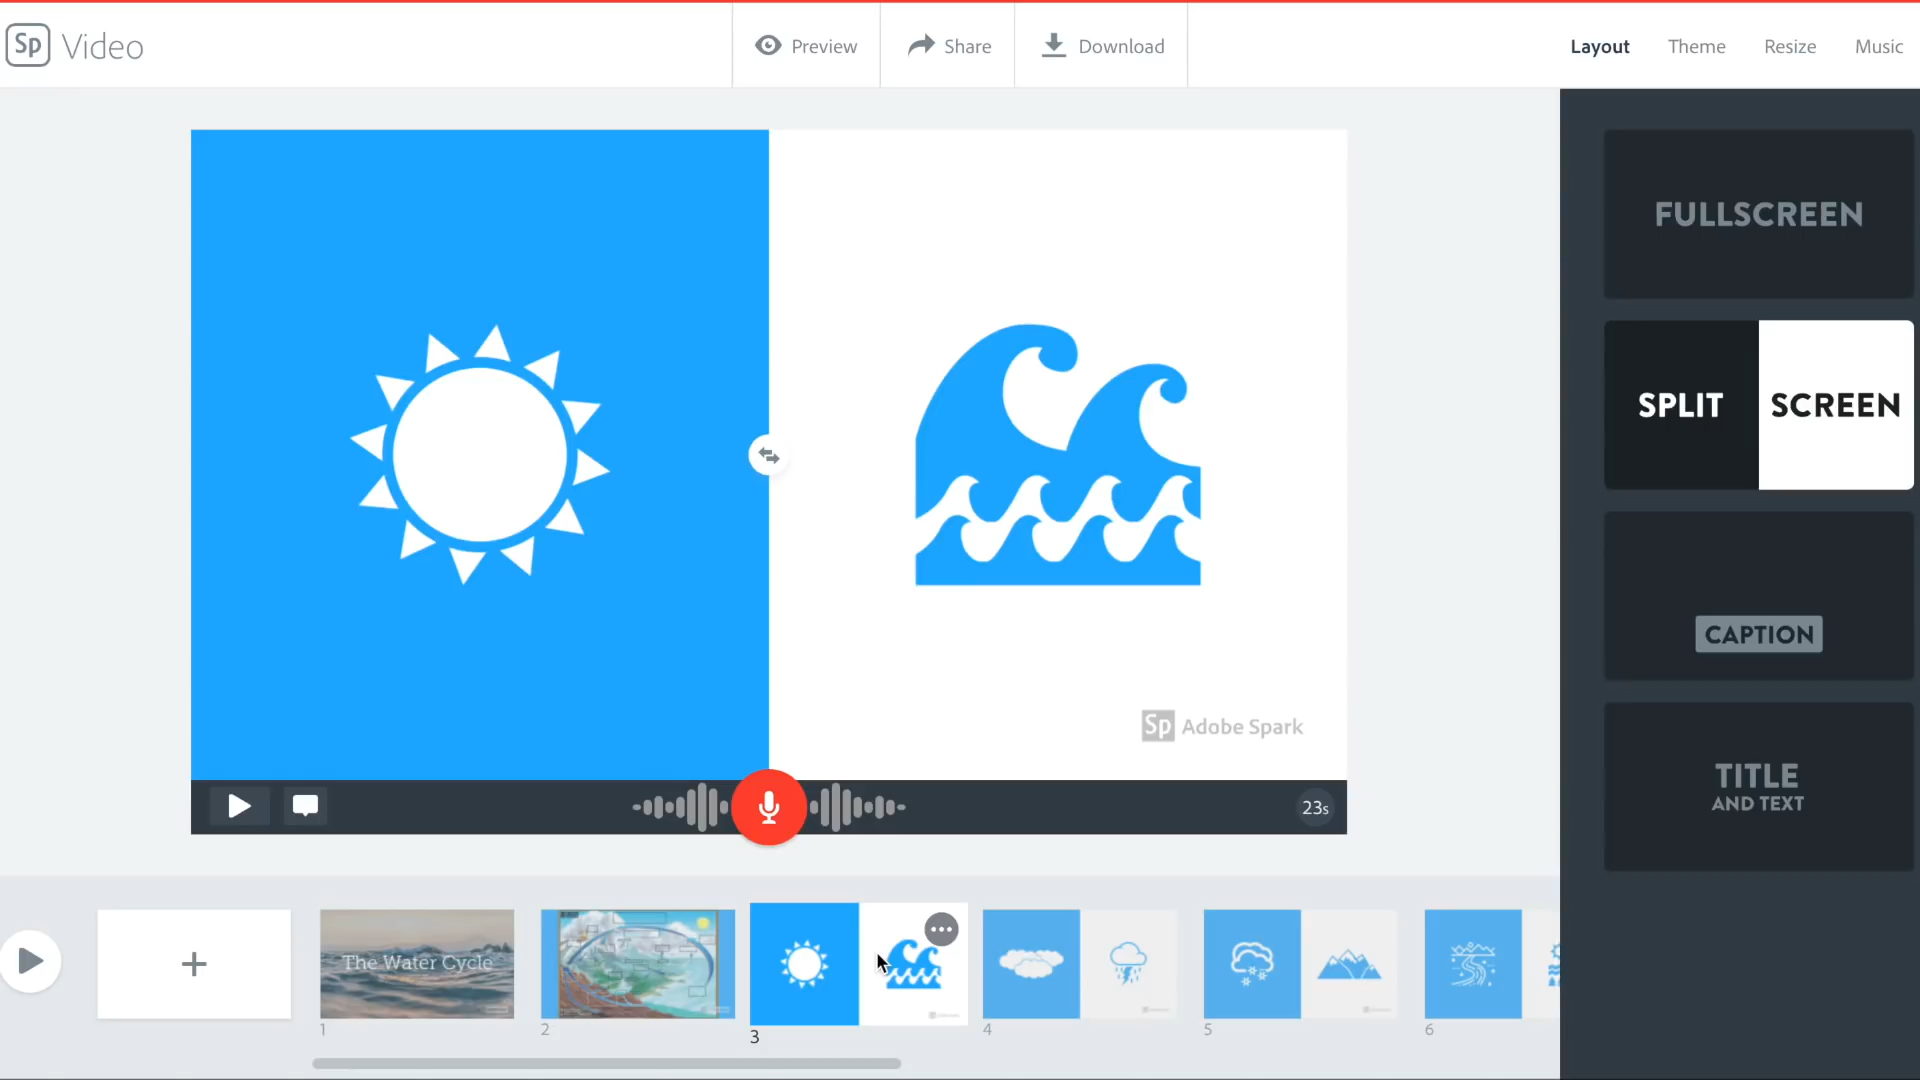 Sp Video
Preview
Share
Download
Layout
Theme
Resize
Music
FULLSCREEN
SPLIT SCREEN
CAPTION
TITLE
AND TEXT
Sp Adobe Spark
23s
+
The Water Cycle
1
2
3
4
5
6